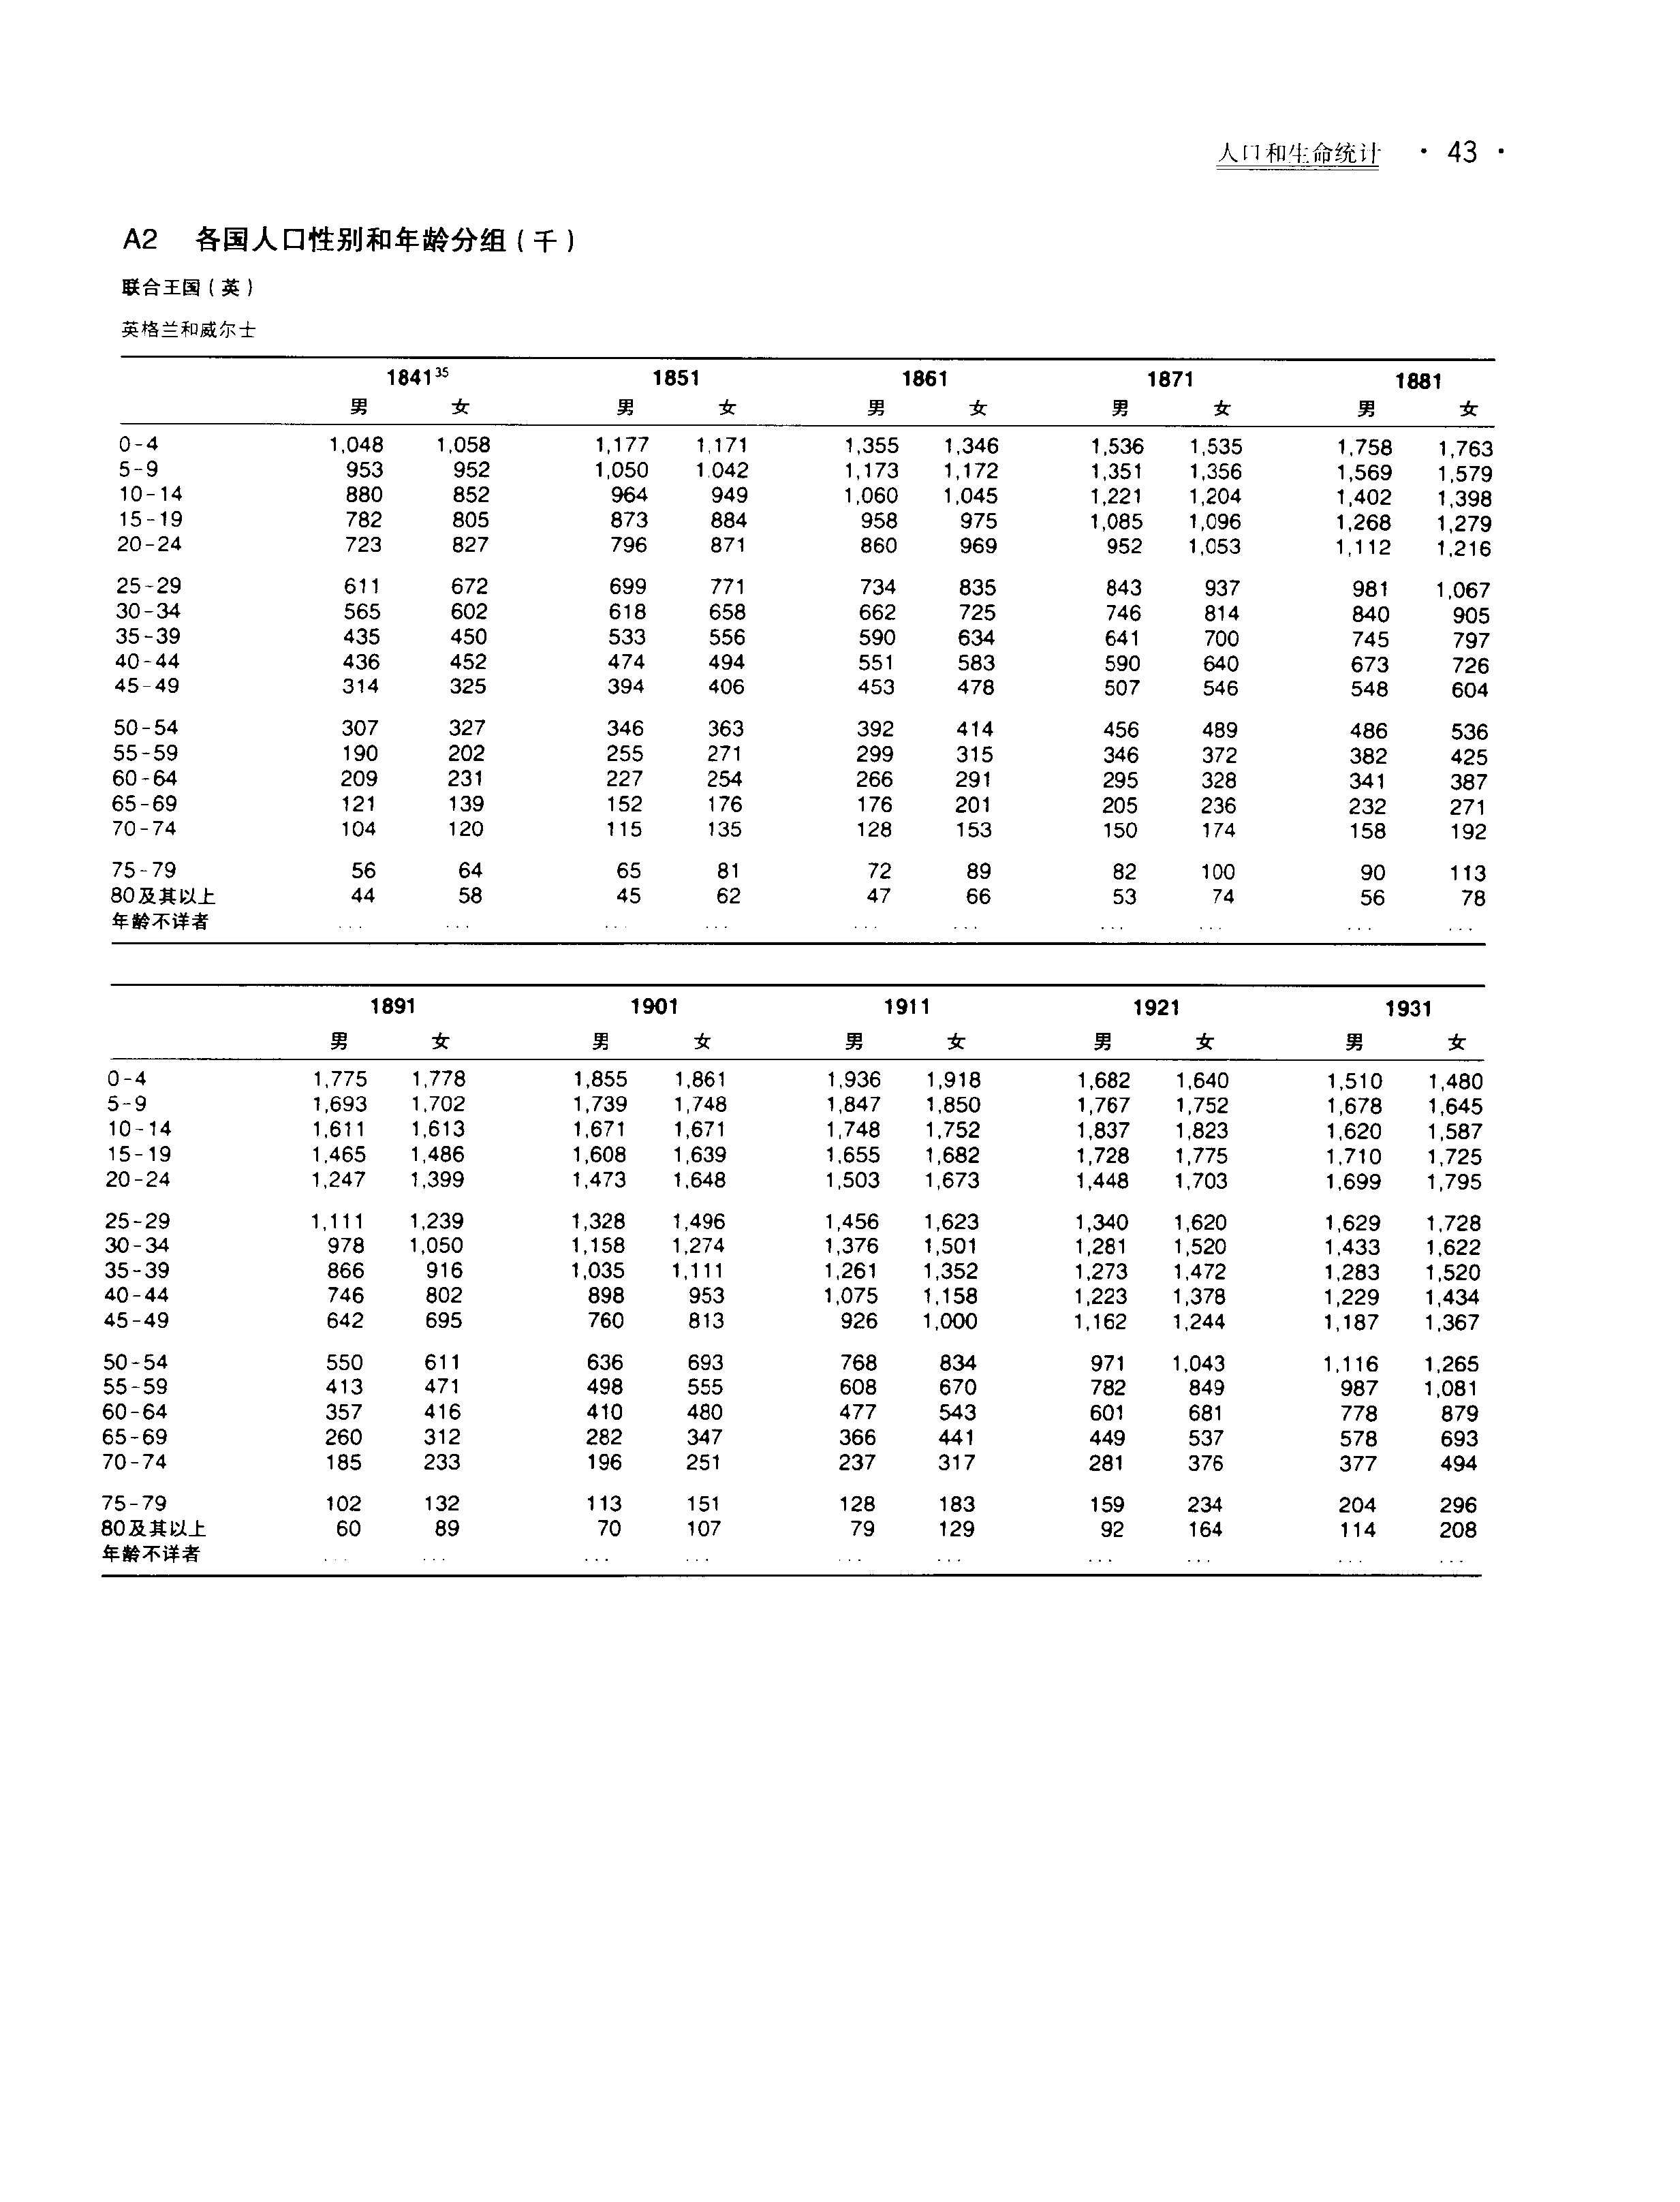 人口和生命统计 · 43 ·
A2 各国人口性别和年龄分组（千）
联合王国（英）
英格兰和威尔士
1841³⁵ 1851 1861 1871 1881
男 女 男 女 男 女 男 女 男 女
0-4 1,048 1,058 1,177 1,171 1,355 1,346 1,536 1,535 1,758 1,763
5-9 953 952 1,050 1,042 1,173 1,172 1,351 1,356 1,569 1,579
10-14 880 852 964 949 1,060 1,045 1,221 1,204 1,402 1,398
15-19 782 805 873 884 958 975 1,085 1,096 1,268 1,279
20-24 723 827 796 871 860 969 952 1,053 1,112 1,216
25-29 611 672 699 771 734 835 843 937 981 1,067
30-34 565 602 618 658 662 725 746 814 840 905
35-39 435 450 533 556 590 634 641 700 745 797
40-44 436 452 474 494 551 583 590 640 673 726
45-49 314 325 394 406 453 478 507 546 548 604
50-54 307 327 346 363 392 414 456 489 486 536
55-59 190 202 255 271 299 315 346 372 382 425
60-64 209 231 227 254 266 291 295 328 341 387
65-69 121 139 152 176 176 201 205 236 232 271
70-74 104 120 115 135 128 153 150 174 158 192
75-79 56 64 65 81 72 89 82 100 90 113
80及其以上 44 58 45 62 47 66 53 74 56 78
年龄不详者 ... ... ... ... ... ... ... ... ... ...
1891 1901 1911 1921 1931
男 女 男 女 男 女 男 女 男 女
0-4 1,775 1,778 1,855 1,861 1,936 1,918 1,682 1,640 1,510 1,480
5-9 1,693 1,702 1,739 1,748 1,847 1,850 1,767 1,752 1,678 1,645
10-14 1,611 1,613 1,671 1,671 1,748 1,752 1,837 1,823 1,620 1,587
15-19 1,465 1,486 1,608 1,639 1,655 1,682 1,728 1,775 1,710 1,725
20-24 1,247 1,399 1,473 1,648 1,503 1,673 1,448 1,703 1,699 1,795
25-29 1,111 1,239 1,328 1,496 1,456 1,623 1,340 1,620 1,629 1,728
30-34 978 1,050 1,158 1,274 1,376 1,501 1,281 1,520 1,433 1,622
35-39 866 916 1,035 1,111 1,261 1,352 1,273 1,472 1,283 1,520
40-44 746 802 898 953 1,075 1,158 1,223 1,378 1,229 1,434
45-49 642 695 760 813 926 1,000 1,162 1,244 1,187 1,367
50-54 550 611 636 693 768 834 971 1,043 1,116 1,265
55-59 413 471 498 555 608 670 782 849 987 1,081
60-64 357 416 410 480 477 543 601 681 778 879
65-69 260 312 282 347 366 441 449 537 578 693
70-74 185 233 196 251 237 317 281 376 377 494
75-79 102 132 113 151 128 183 159 234 204 296
80及其以上 60 89 70 107 79 129 92 164 114 208
年龄不详者 ... ... ... ... ... ... ... ... ... ...